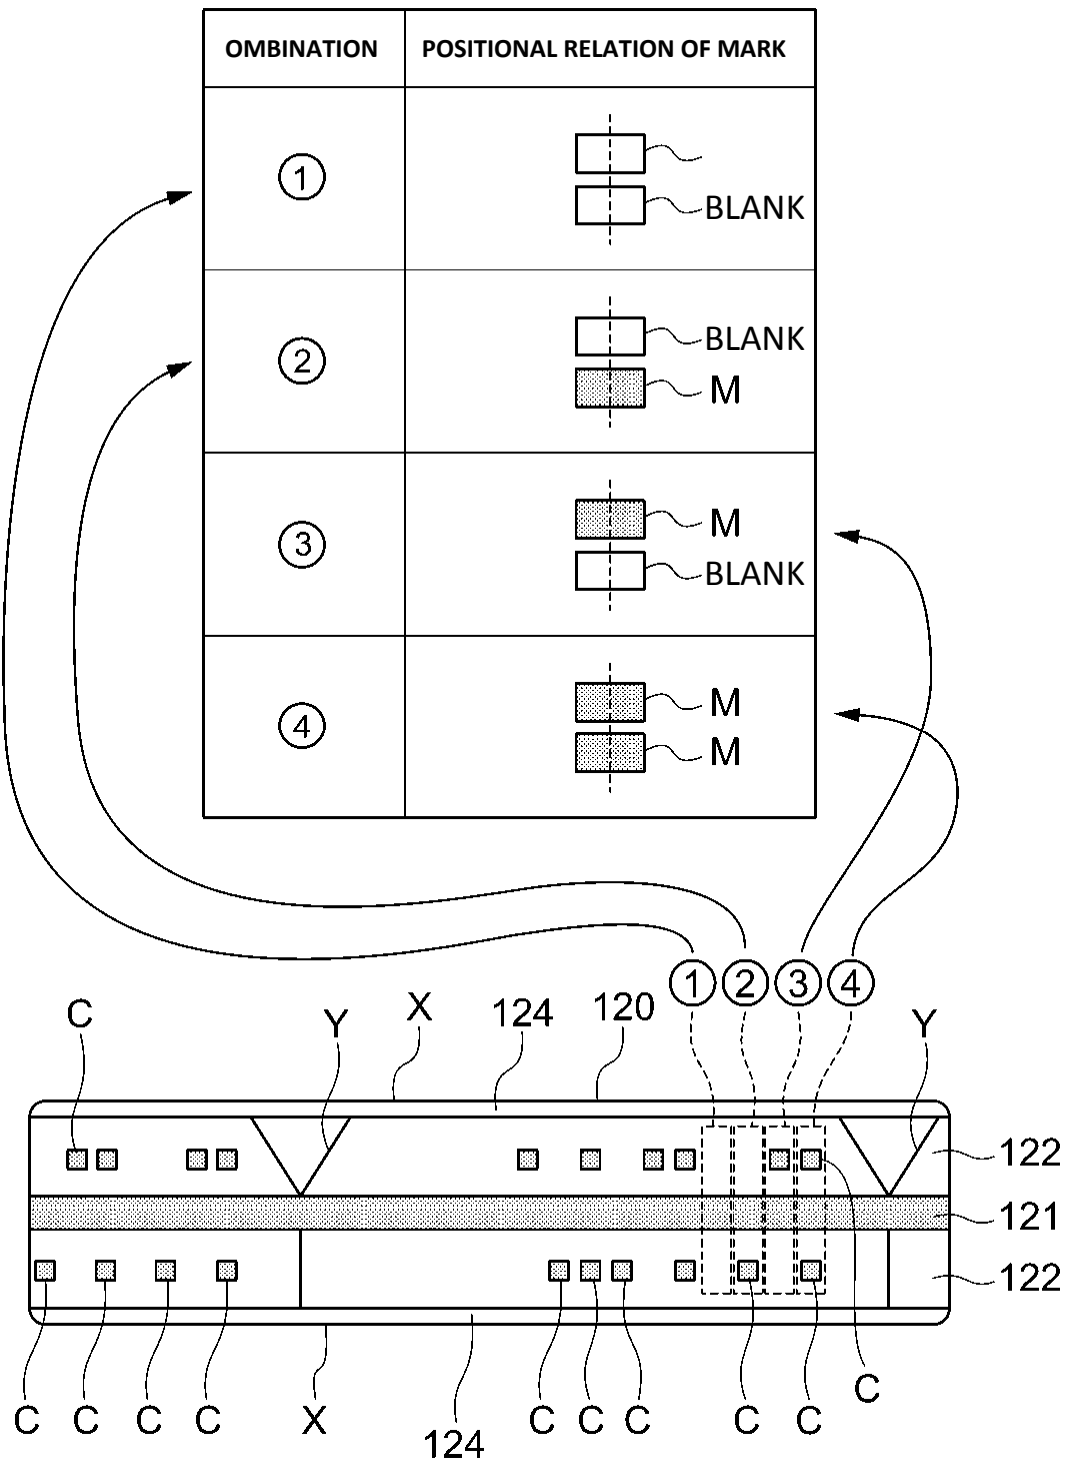 OMBINATION POSITIONAL RELATION OF MARK
1
BLANK
2 BLANK
M
3 M
BLANK
4 M
M
1 2 3 4
C Y X 124 120 Y
122
121
122
C
C C C C X 124 C C C C C